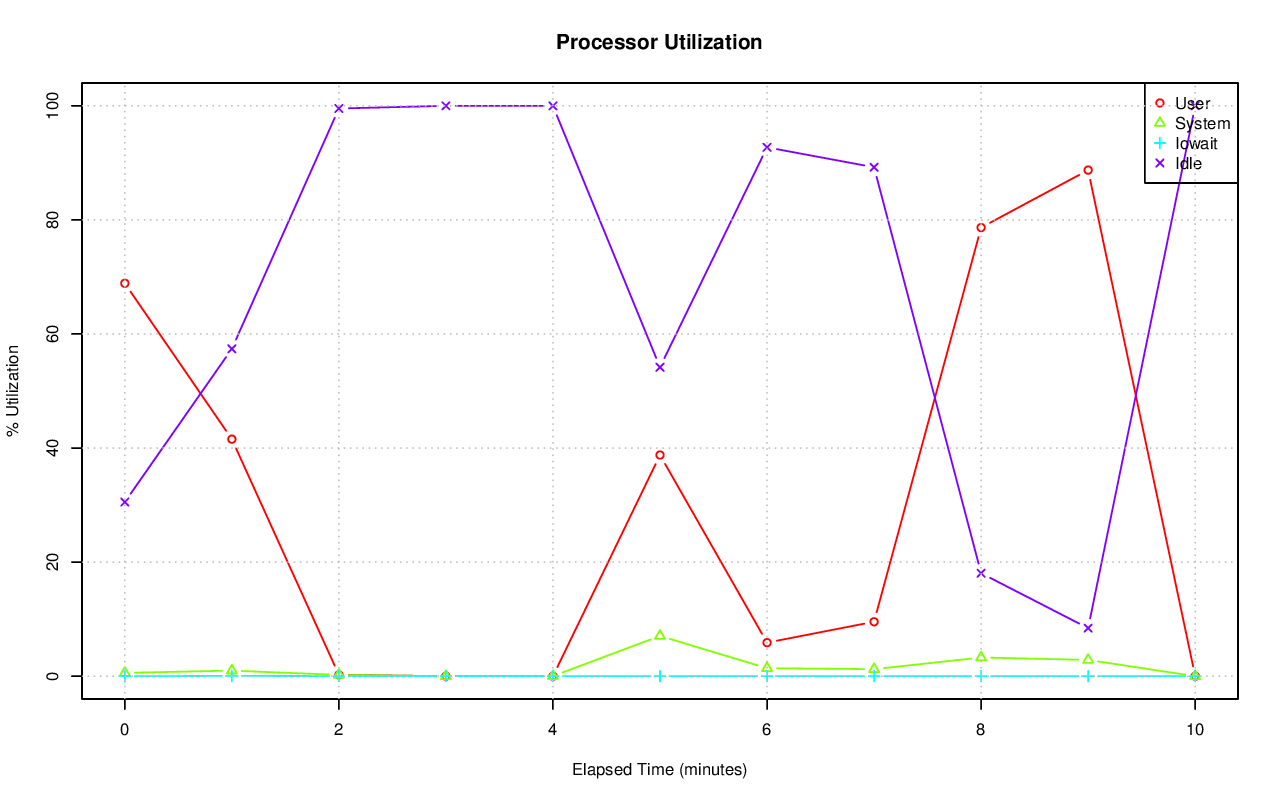 Processor Utilization
% Utilization
100
80
60
40
20
0
User
System
Iowait
Idle
0 2 4 6 8 10
Elapsed Time (minutes)